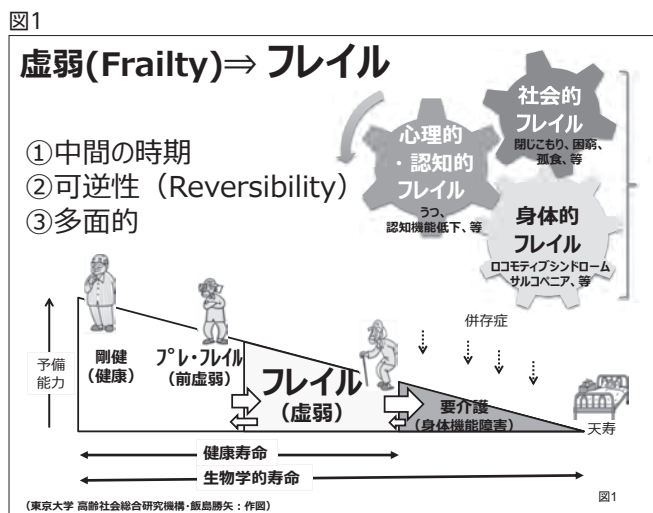 図1
虚弱(Frailty)⇒ フレイル
①中間の時期
②可逆性（Reversibility）
③多面的
社会的
フレイル
閉じこもり、困窮、
孤食、等
心理的
・認知的
フレイル
うつ、
認知機能低下、等
身体的
フレイル
ロコモティブシンドローム
サルコペニア、等
予備
能力
剛健
（健康）
プレ・フレイル
（前虚弱）
フレイル
（虚弱）
併存症
要介護
（身体機能障害）
天寿
健康寿命
生物学的寿命
（東京大学 高齢社会総合研究機構・飯島勝矢：作図）
図1